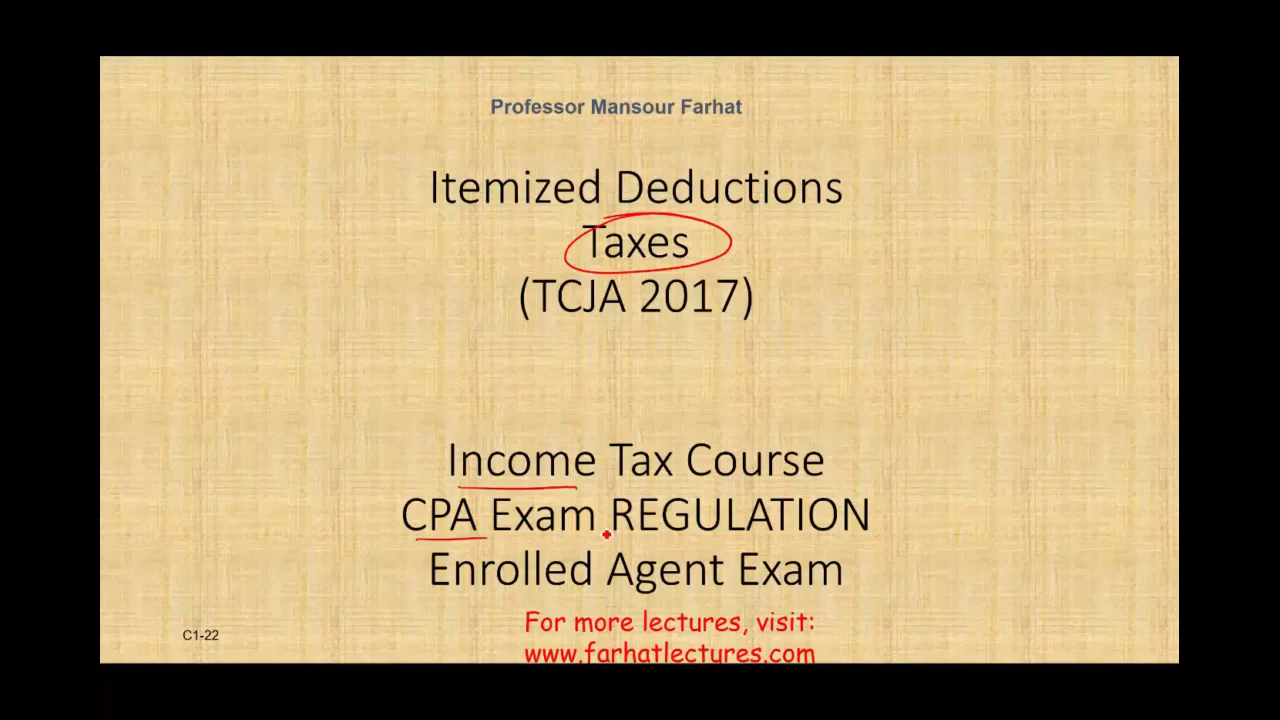 Professor Mansour Farhat
Itemized Deductions
Taxes
(TCJA 2017)
Income Tax Course
CPA Exam REGULATION
Enrolled Agent Exam
For more lectures, visit:
www.farhatlectures.com
C1-22